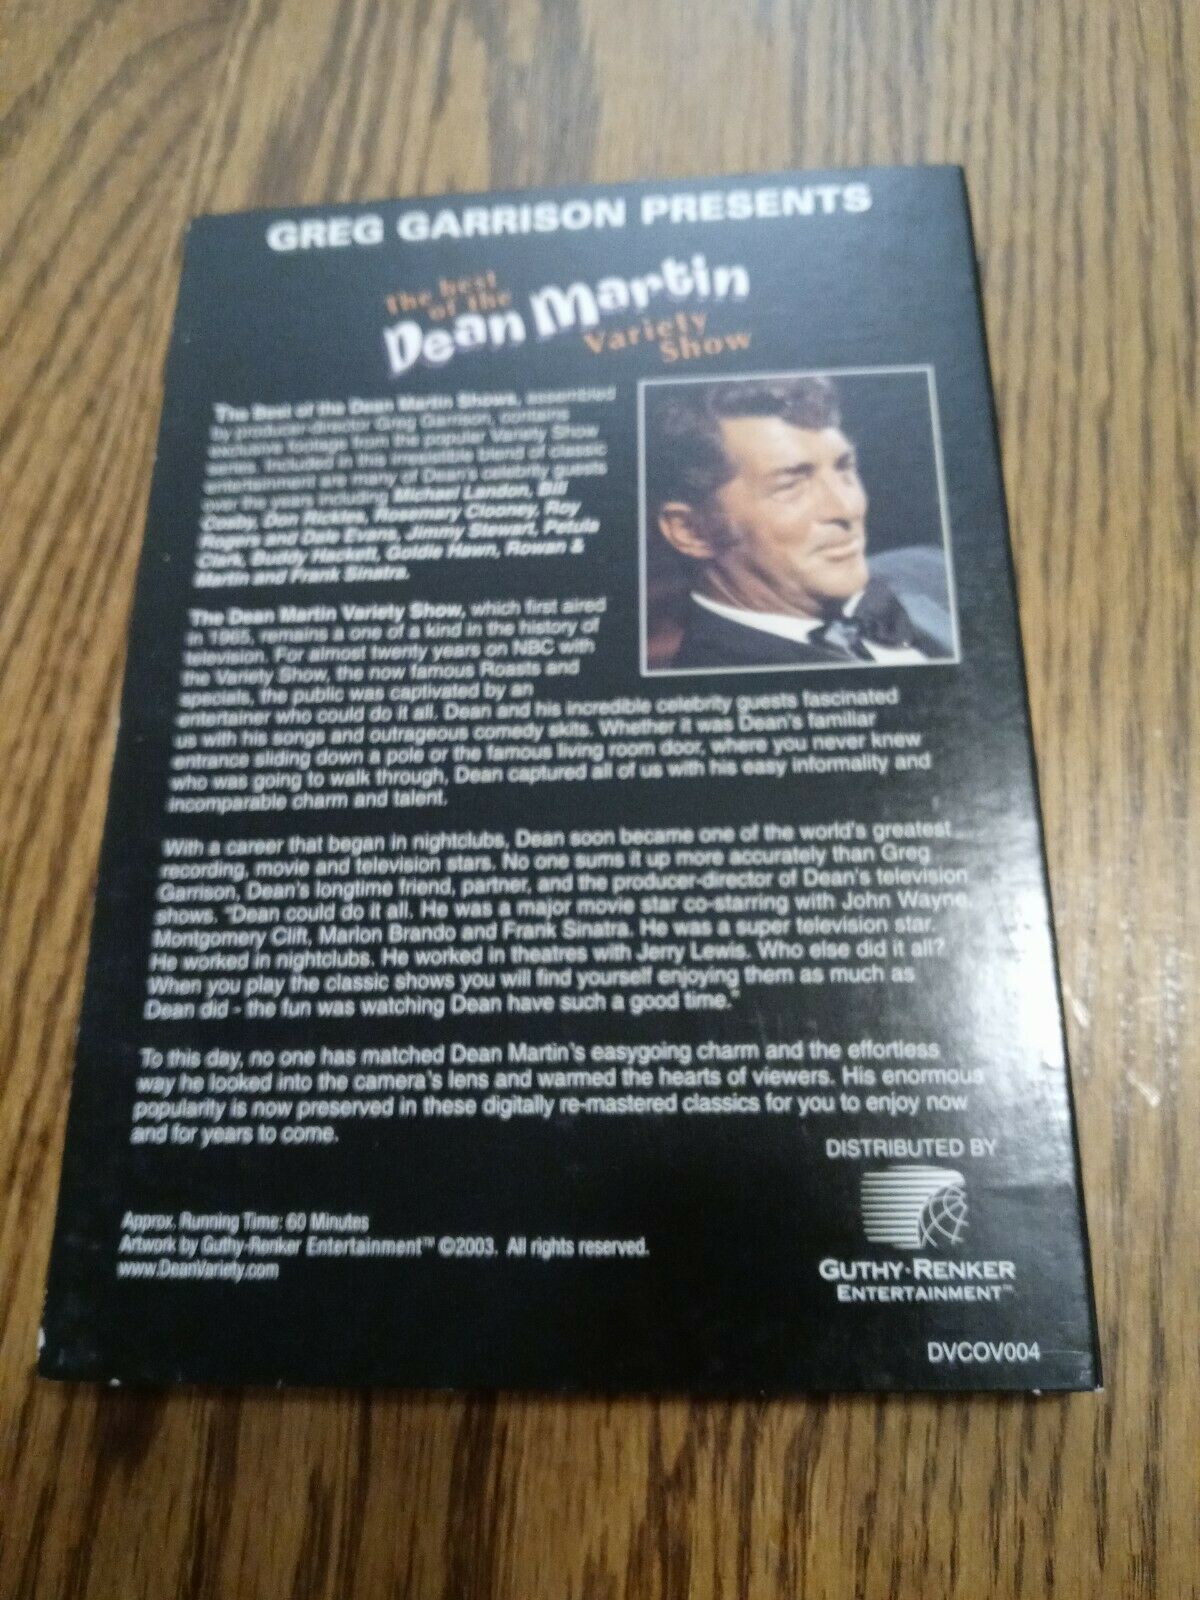 GREG GARRISON PRESENTS
The best
of the
Dean Martin
Variety
Show
The Best of the Dean Martin Shows, assembled
by producer-director Greg Garrison, contains
exclusive footage from the popular Variety Show
series. Included in this irresistible blend of classic
entertainment are many of Dean's celebrity guests
over the years including Michael Landon, Bill
Cosby, Don Rickles, Rosemary Clooney, Roy
Rogers and Dale Evans, Jimmy Stewart, Petula
Clark, Buddy Hackett, Goldie Hawn, Rowan &
Martin and Frank Sinatra.
The Dean Martin Variety Show, which first aired
in 1965, remains a one of a kind in the history of
television. For almost twenty years on NBC with
the Variety Show, the now famous Roasts and
specials, the public was captivated by an
entertainer who could do it all. Dean and his incredible celebrity guests fascinated
us with his songs and outrageous comedy skits. Whether it was Dean's familiar
entrance sliding down a pole or the famous living room door, where you never knew
who was going to walk through, Dean captured all of us with his easy informality and
incomparable charm and talent.
With a career that began in nightclubs, Dean soon became one of the world's greatest
recording, movie and television stars. No one sums it up more accurately than Greg
Garrison, Dean's longtime friend, partner, and the producer-director of Dean's television
shows. "Dean could do it all. He was a major movie star co-starring with John Wayne,
Montgomery Clift, Marlon Brando and Frank Sinatra. He was a super television star.
He worked in nightclubs. He worked in theatres with Jerry Lewis. Who else did it all?
When you play the classic shows you will find yourself enjoying them as much as
Dean did - the fun was watching Dean have such a good time."
To this day, no one has matched Dean Martin's easygoing charm and the effortless
way he looked into the camera's lens and warmed the hearts of viewers. His enormous
popularity is now preserved in these digitally re-mastered classics for you to enjoy now
and for years to come.
DISTRIBUTED BY
GUTHY-RENKER
ENTERTAINMENT™
Approx. Running Time: 60 Minutes
Artwork by Guthy-Renker Entertainment™ ©2003. All rights reserved.
www.DeanVariety.com
DVCOV004